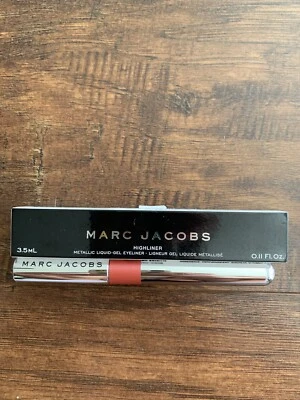 MARC JACOBS
HIGHLINER
METALLIC LIQUID-GEL EYELINER • LIGNEUR GEL LIQUIDE MÉTALLISÉ
3.5mL
0.11 Fl.Oz.
MARC JACOBS